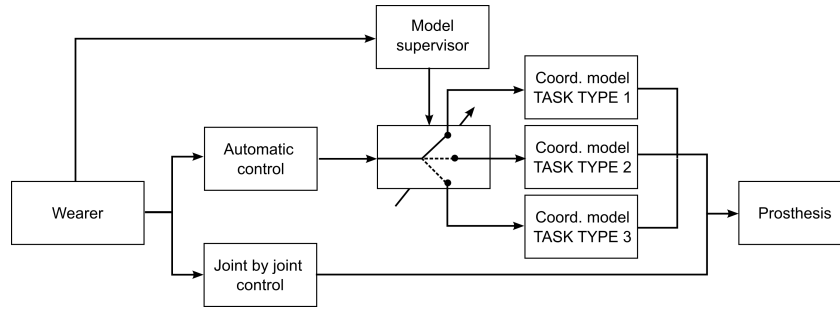 Model
supervisor
Coord. model
TASK TYPE 1
Automatic
control
Coord. model
TASK TYPE 2
Wearer
Coord. model
TASK TYPE 3
Prosthesis
Joint by joint
control